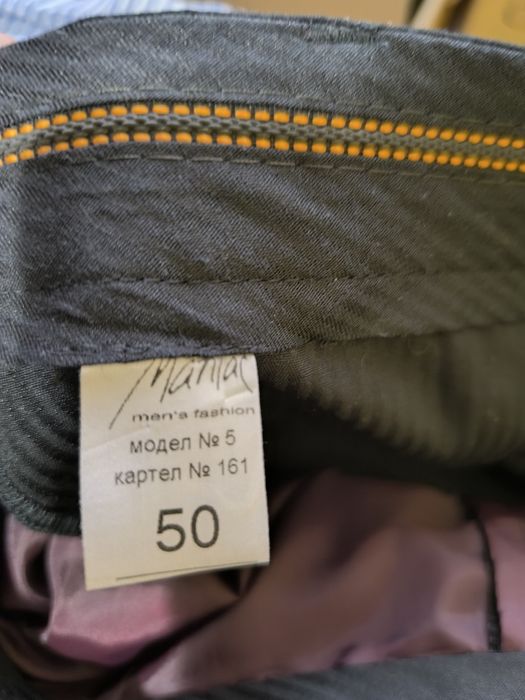 men's fashion
модел № 5
картел № 161
50